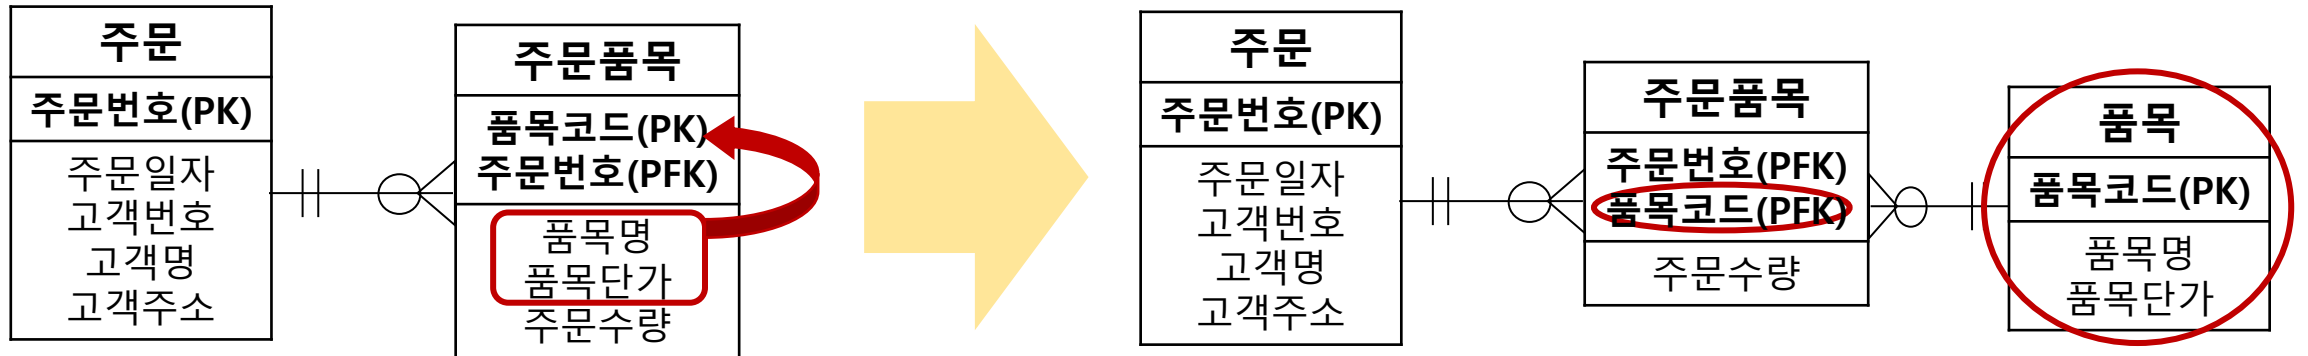 주문
주문번호(PK)
주문일자
고객번호
고객명
고객주소
주문품목
품목코드(PK)
주문번호(PFK)
품목명
품목단가
주문수량
주문
주문번호(PK)
주문일자
고객번호
고객명
고객주소
주문품목
주문번호(PFK)
품목코드(PFK)
주문수량
품목
품목코드(PK)
품목명
품목단가